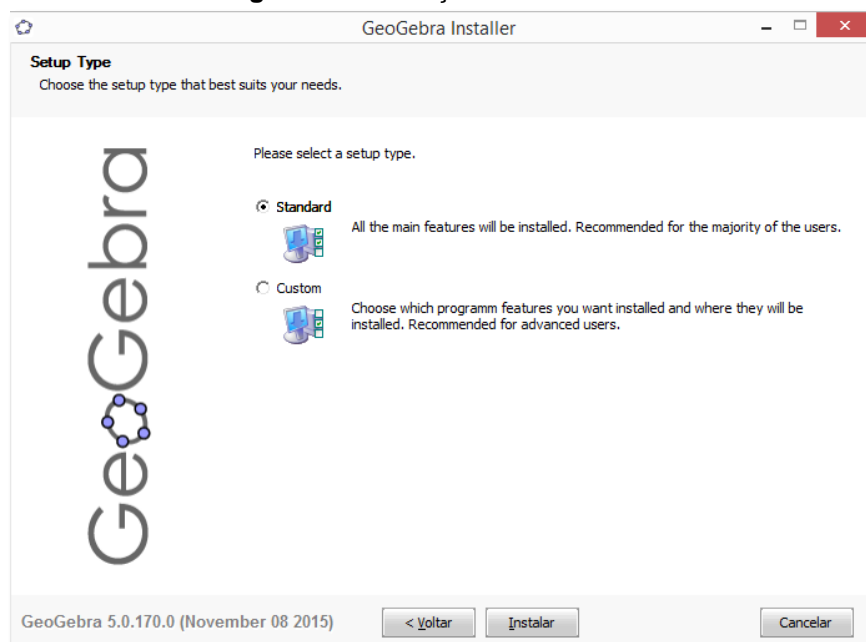 GeoGebra Installer
Setup Type
Choose the setup type that best suits your needs.
GeoGebra
Please select a setup type.
Standard
All the main features will be installed. Recommended for the majority of the users.
Custom
Choose which programm features you want installed and where they will be
installed. Recommended for advanced users.
GeoGebra 5.0.170.0 (November 08 2015)
< Voltar
Instalar
Cancelar